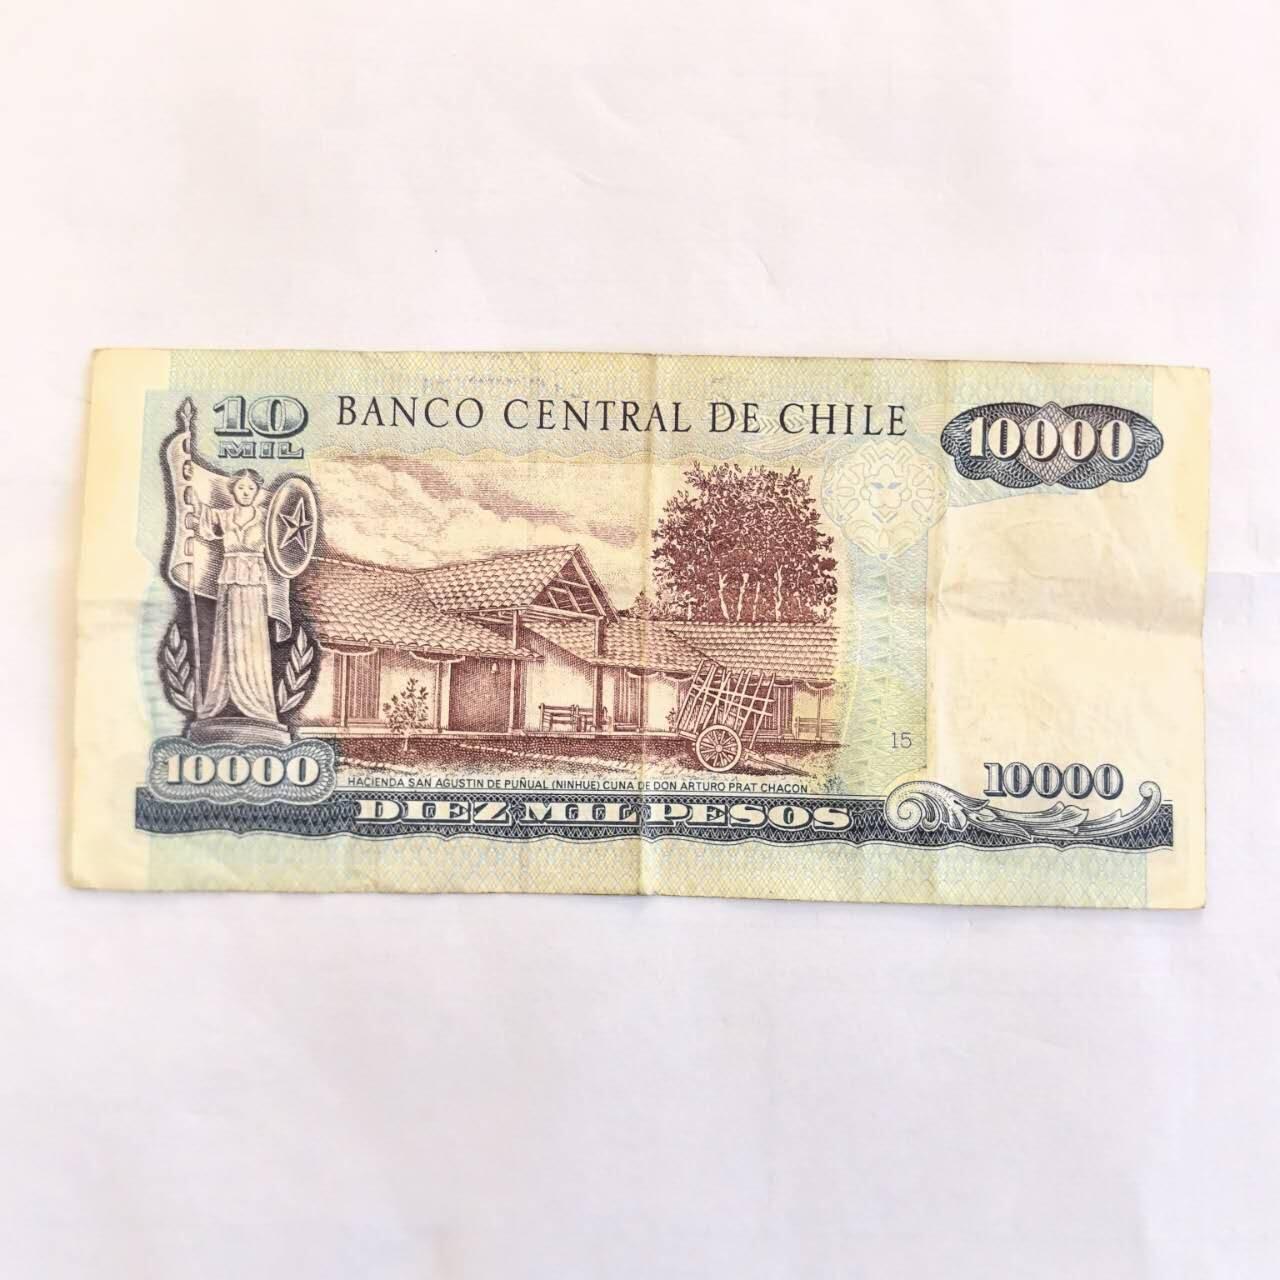 10
MIL
BANCO CENTRAL DE CHILE
10000
15
10000
10000
HACIENDA SAN AGUSTIN DE PUÑUAL (NINHUE) CUNA DE DON ARTURO PRAT CHACON
DIEZ MIL PESOS